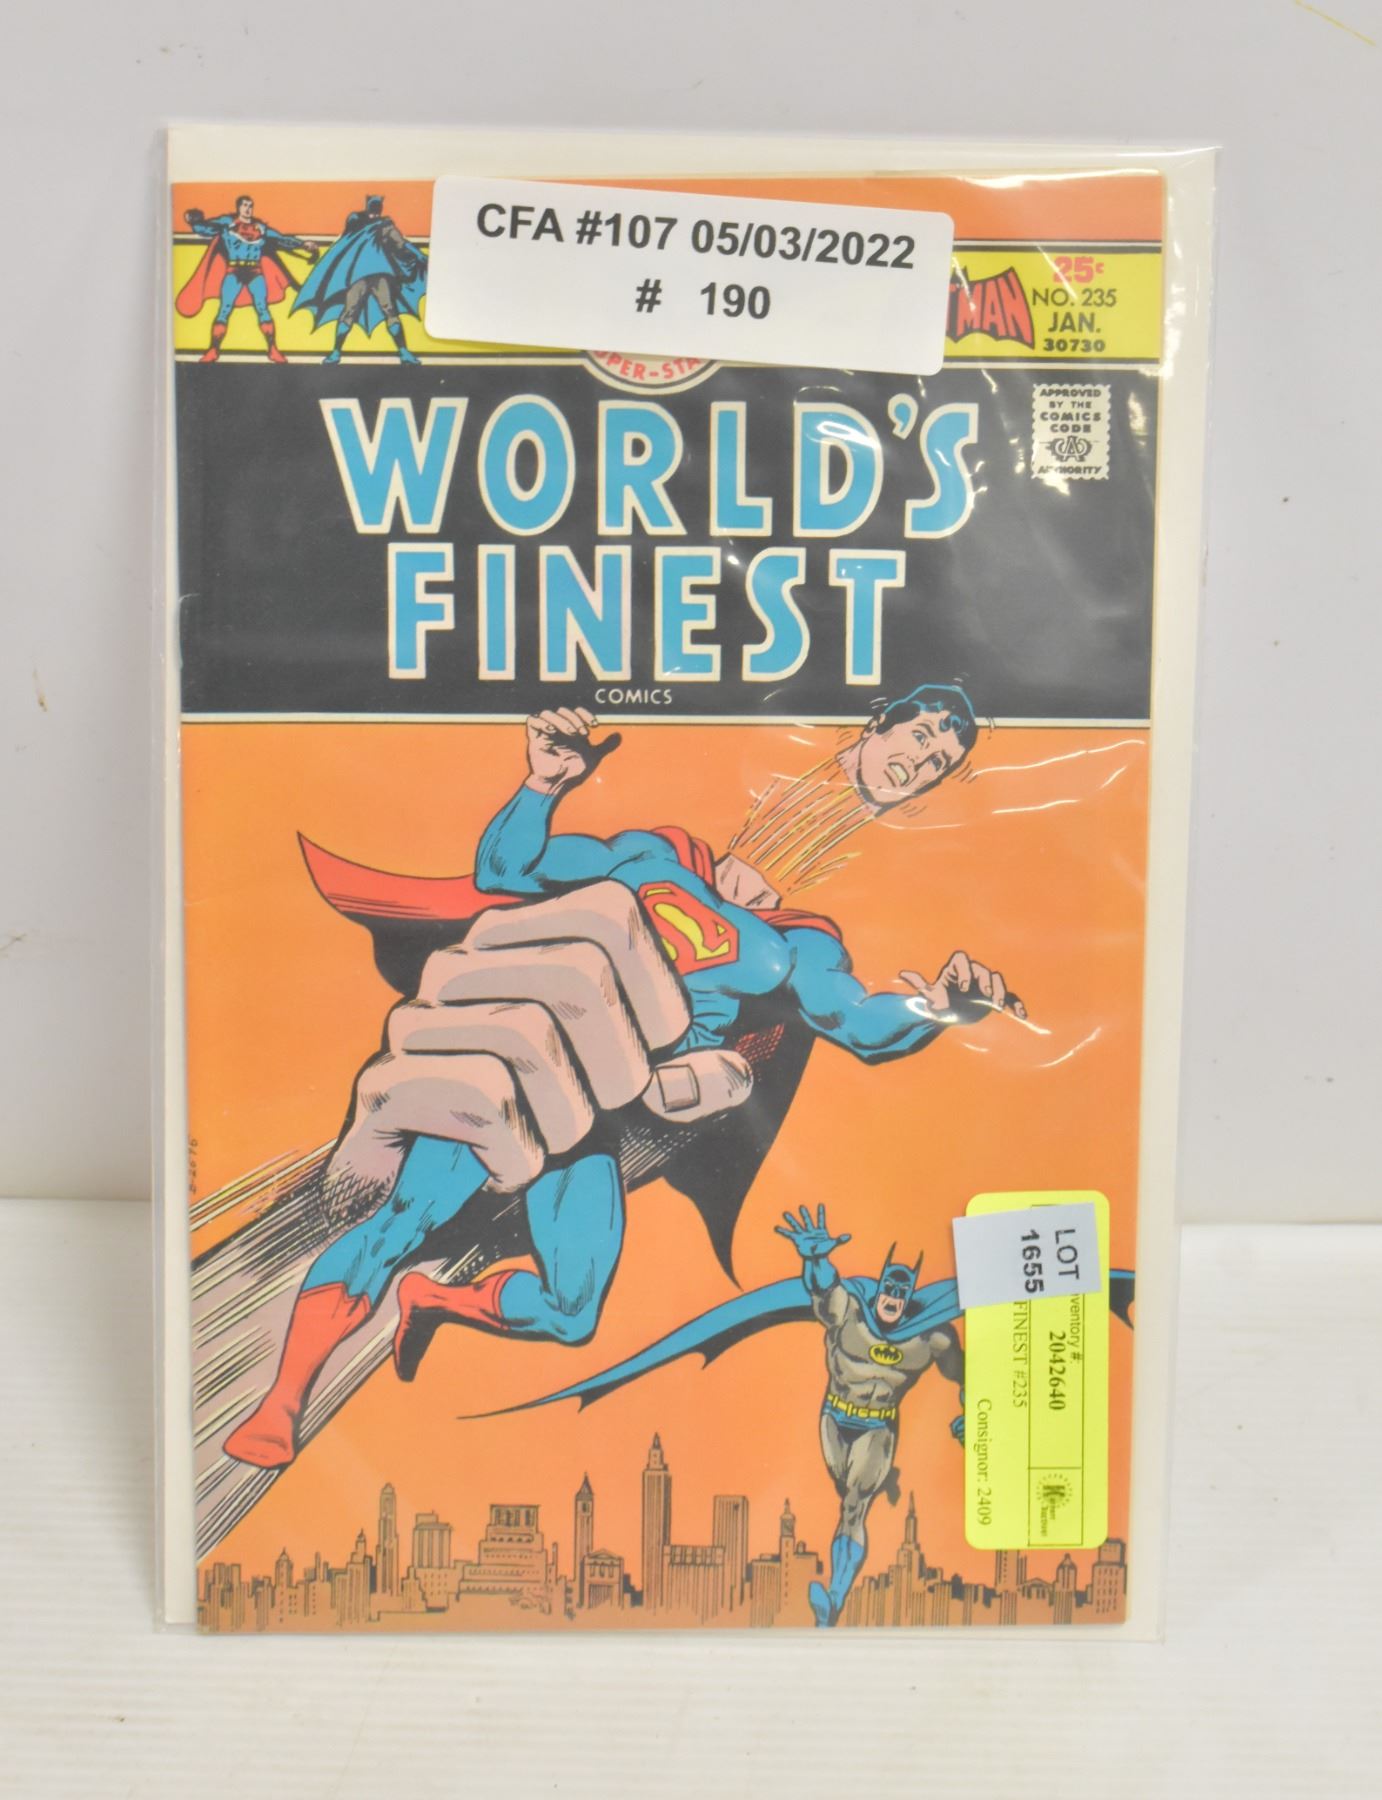 CFA #107 05/03/2022
# 190
25¢
NO. 235
JAN.
30730
APPROVED
BY THE
COMICS
CODE
AUTHORITY
WORLD'S
FINEST
COMICS
LOT
1655
2042640
FINEST #235
Consignor: 2409